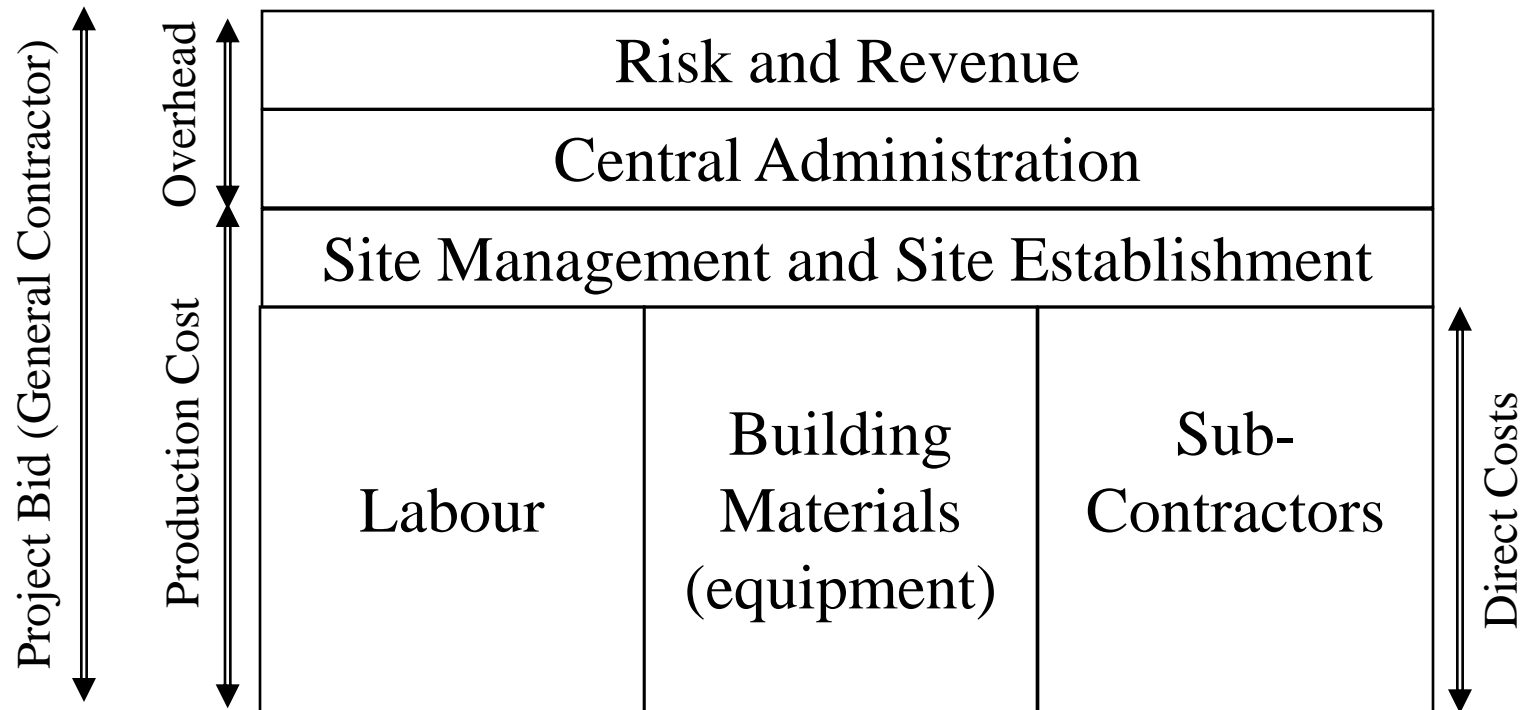 Project Bid (General Contractor)
Overhead
Production Cost
Risk and Revenue
Central Administration
Site Management and Site Establishment
Labour
Building
Materials
(equipment)
Sub-
Contractors
Direct Costs